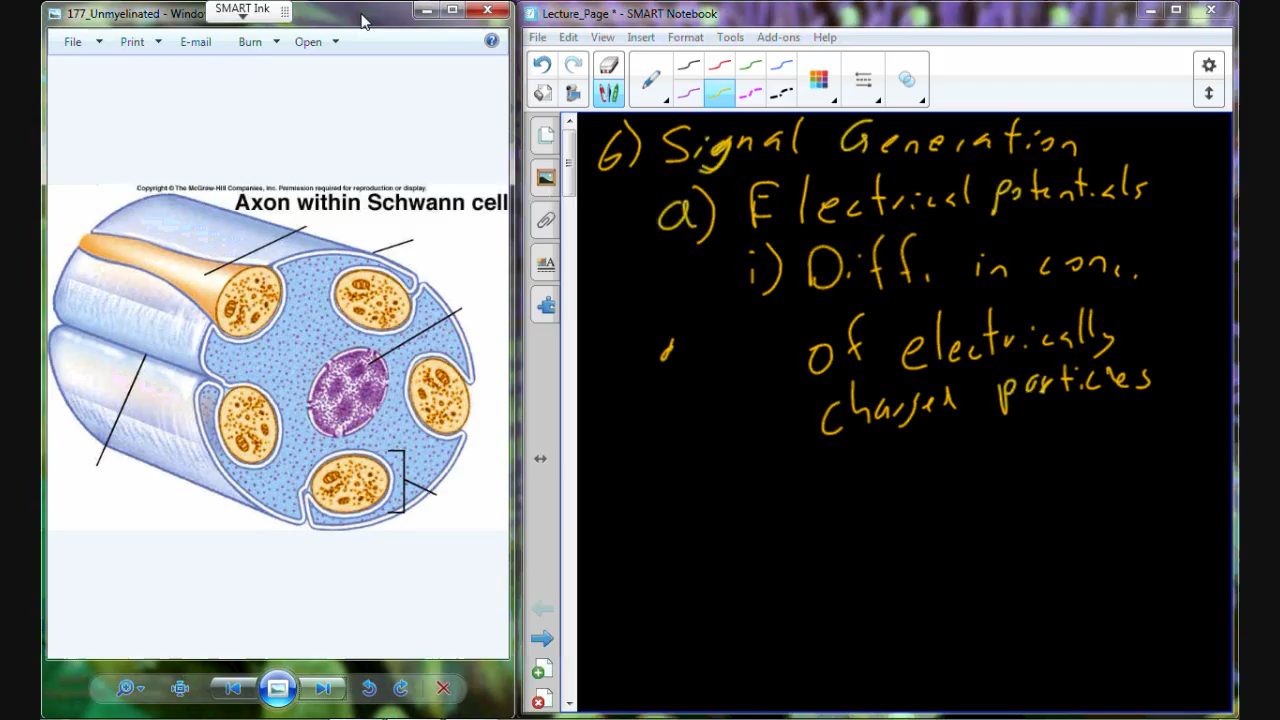 177_Unmyelinated - Window
SMART Ink
File Print E-mail Burn Open
Copyright © The McGraw-Hill Companies, Inc. Permission required for reproduction or display.
Axon within Schwann cell
Lecture_Page * - SMART Notebook
File Edit View Insert Format Tools Add-ons Help
6) Signal Generation
a) Electrical potentials
i) Diff. in conc.
of electrically
charged particles